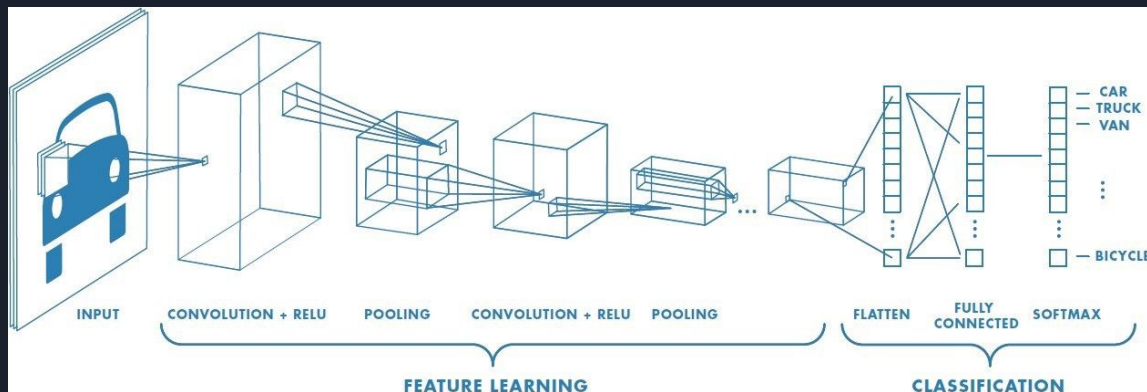 CAR
TRUCK
VAN
BICYCLE
INPUT
CONVOLUTION + RELU
POOLING
CONVOLUTION + RELU
POOLING
FLATTEN
FULLY
CONNECTED
SOFTMAX
FEATURE LEARNING
CLASSIFICATION